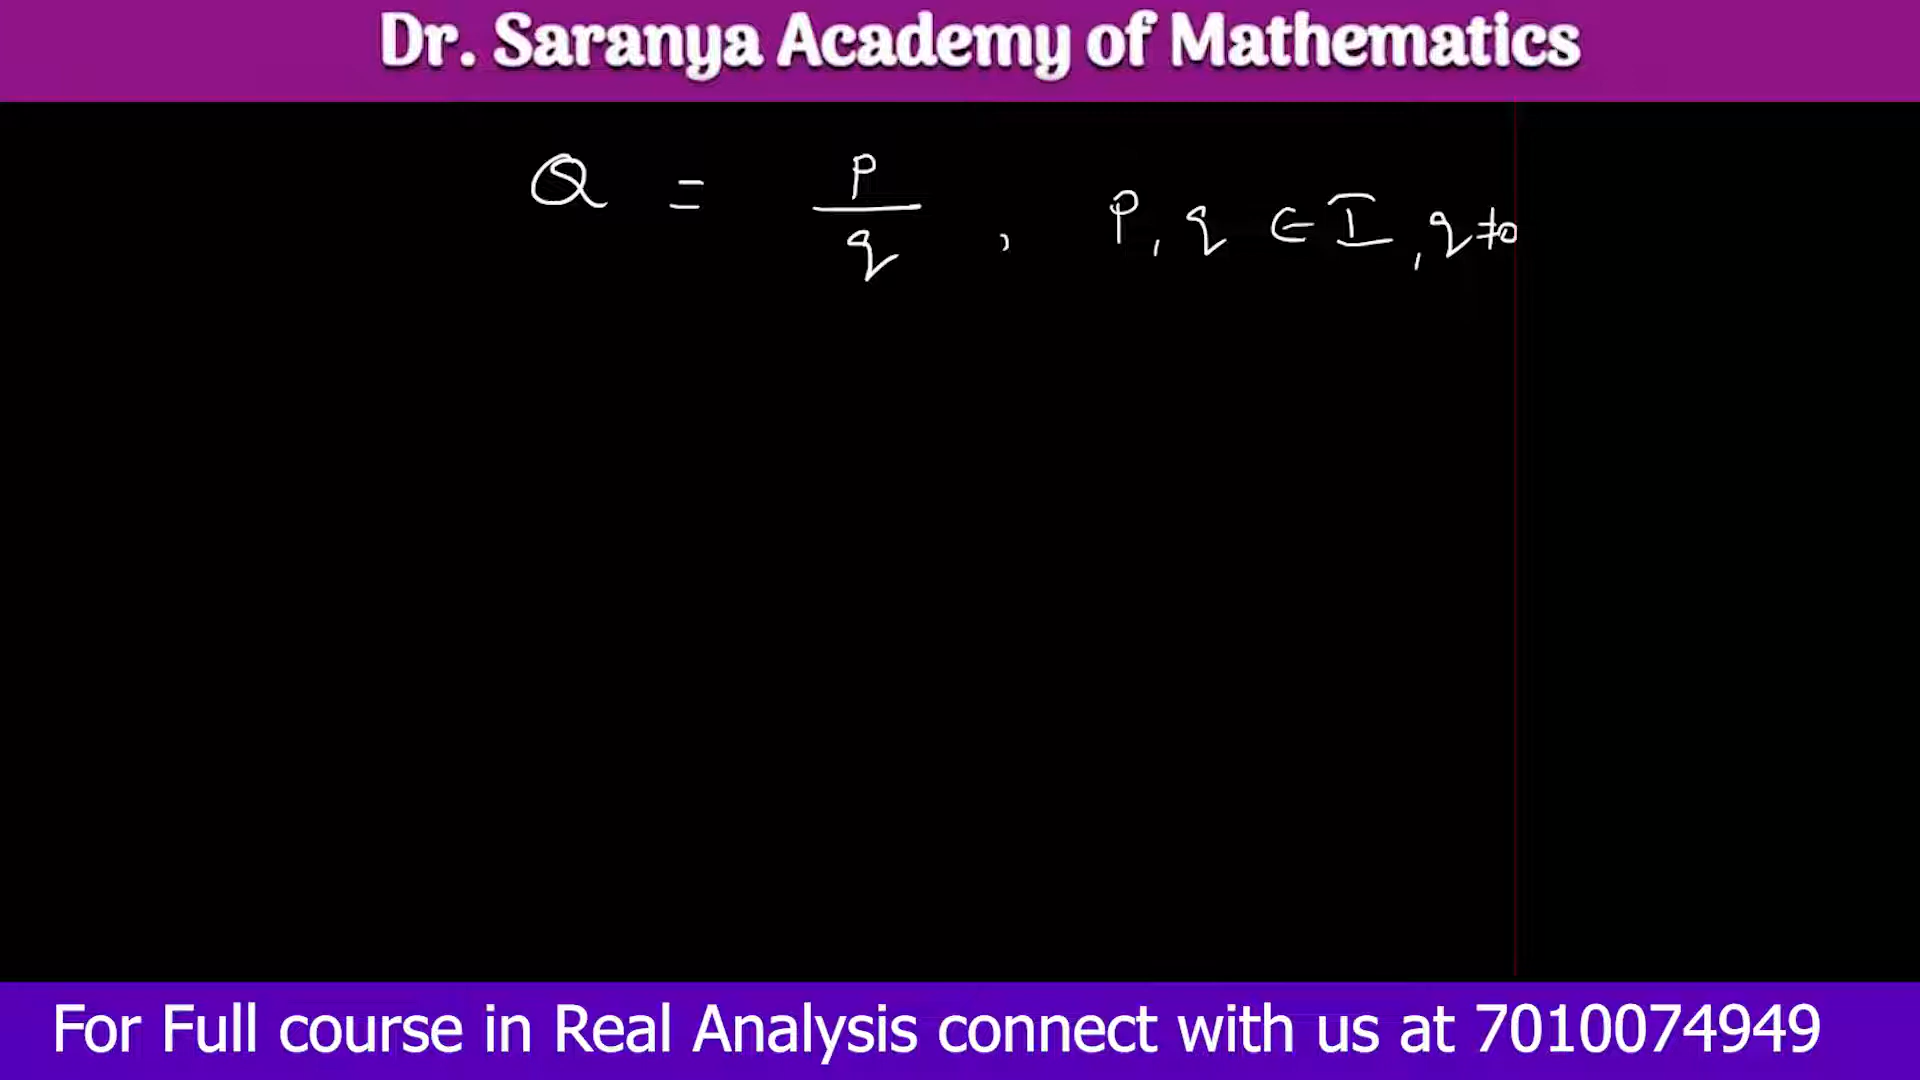 Dr. Saranya Academy of Mathematics
Q = p/q , P, q ∈ I, q ≠ 0
For Full course in Real Analysis connect with us at 7010074949